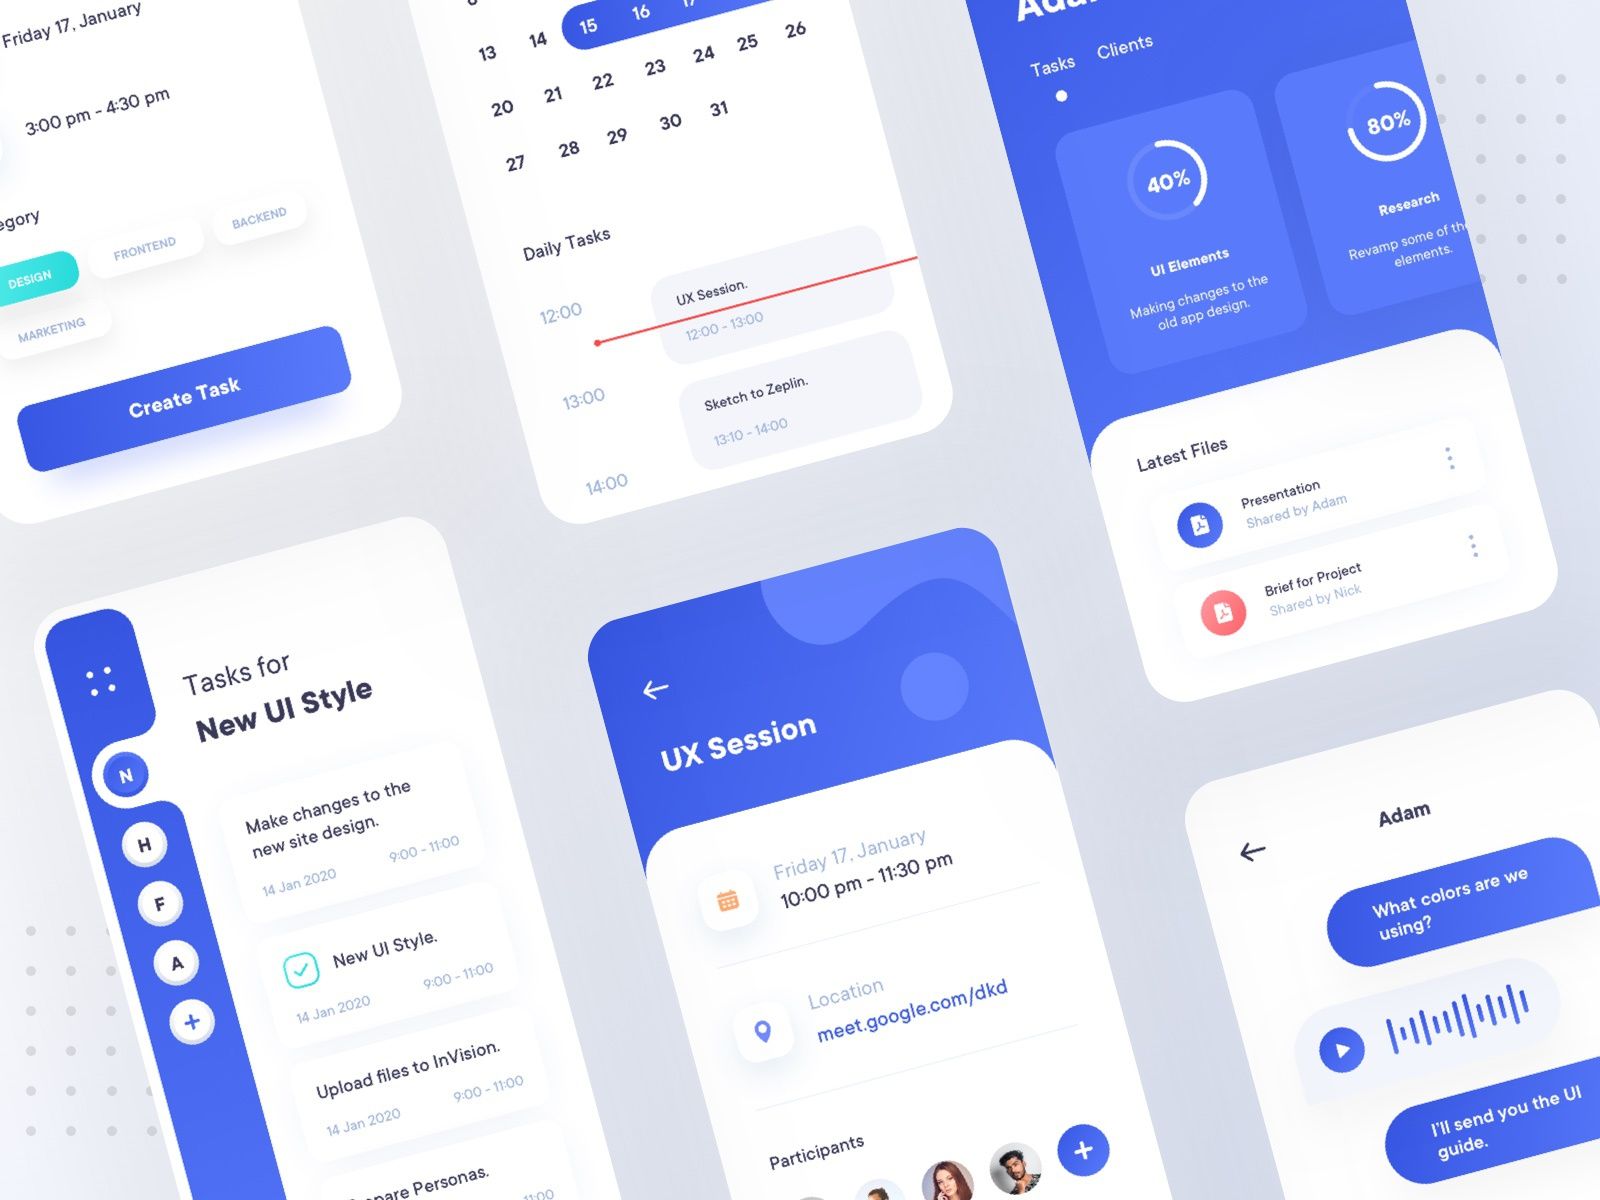 Friday 17, January
3:00 pm - 4:30 pm
DESIGN
FRONTEND
BACKEND
MARKETING
Create Task
15 16
13 14
20 21 22 23 24 25 26
27 28 29 30 31
Daily Tasks
12:00
UX Session.
12:00 - 13:00
13:00
Sketch to Zeplin.
13:10 - 14:00
14:00
Tasks Clients
40%
UI Elements
Making changes to the
old app design.
80%
Research
Revamp some of the
elements.
Latest Files
Presentation
Shared by Adam
Brief for Project
Shared by Nick
Tasks for
New UI Style
N
H
F
A
Make changes to the
new site design.
14 Jan 2020 9:00 - 11:00
New UI Style.
14 Jan 2020 9:00 - 11:00
Upload files to InVision.
14 Jan 2020 9:00 - 11:00
Personas.
UX Session
Friday 17, January
10:00 pm - 11:30 pm
Location
meet.google.com/dkd
Participants
Adam
What colors are we
using?
I'll send you the UI
guide.